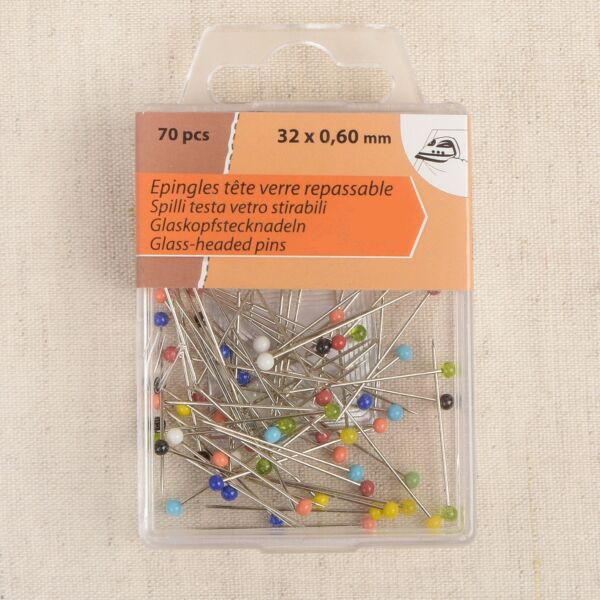 70 pcs
32 x 0,60 mm
Epingles tête verre repassable
Spilli testa vetro stirabili
Glaskopfstecknadeln
Glass-headed pins